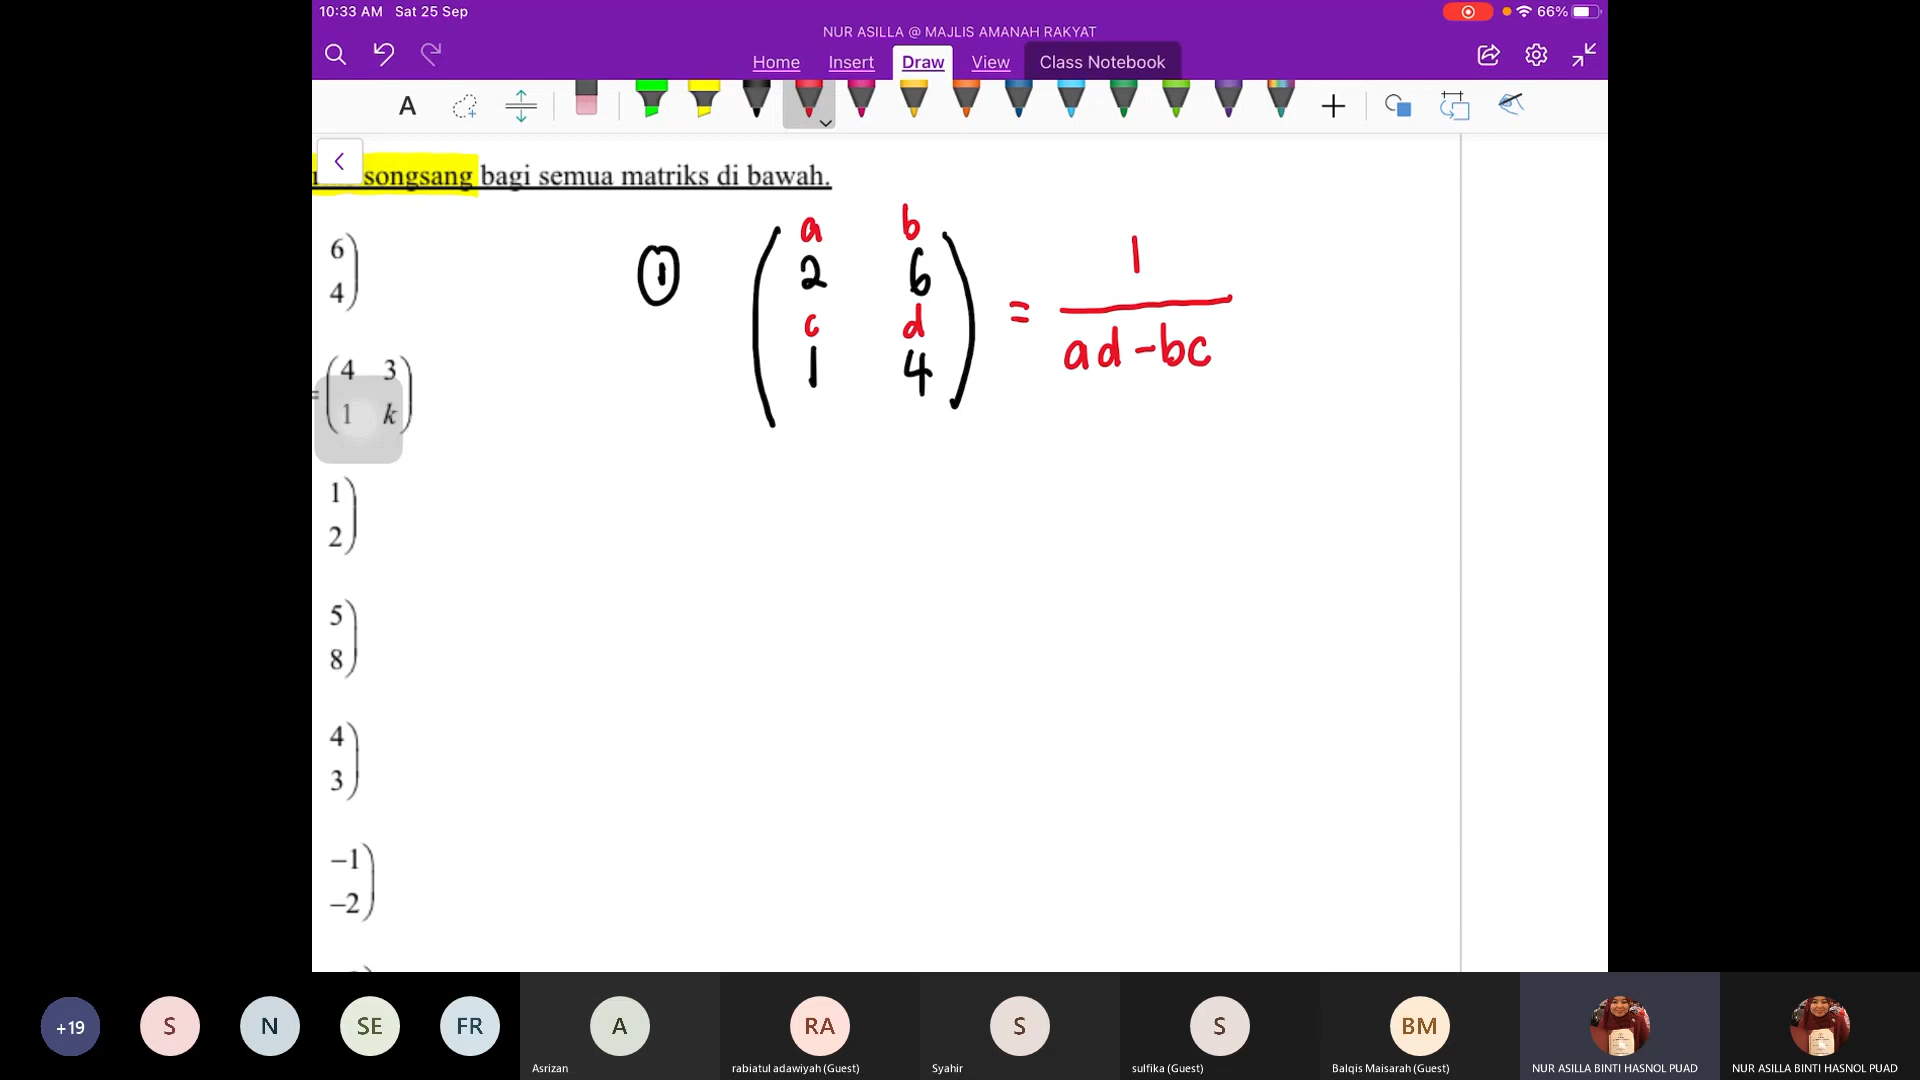 10:33 AM Sat 25 Sep
66%
NUR ASILLA @ MAJLIS AMANAH RAKYAT
Home Insert Draw View Class Notebook
A
songsang bagi semua matriks di bawah.
6
4
= 4 3
1 k
1
2
5
8
4
3
-1
-2
1
a b
2 6
c d
1 4
= 1
ad-bc
+19 S N SE FR A RA S S BM
Asrizan rabiatul adawiyah (Guest) Syahir sulfika (Guest) Balqis Maisarah (Guest) NUR ASILLA BINTI HASNOL PUAD NUR ASILLA BINTI HASNOL PUAD